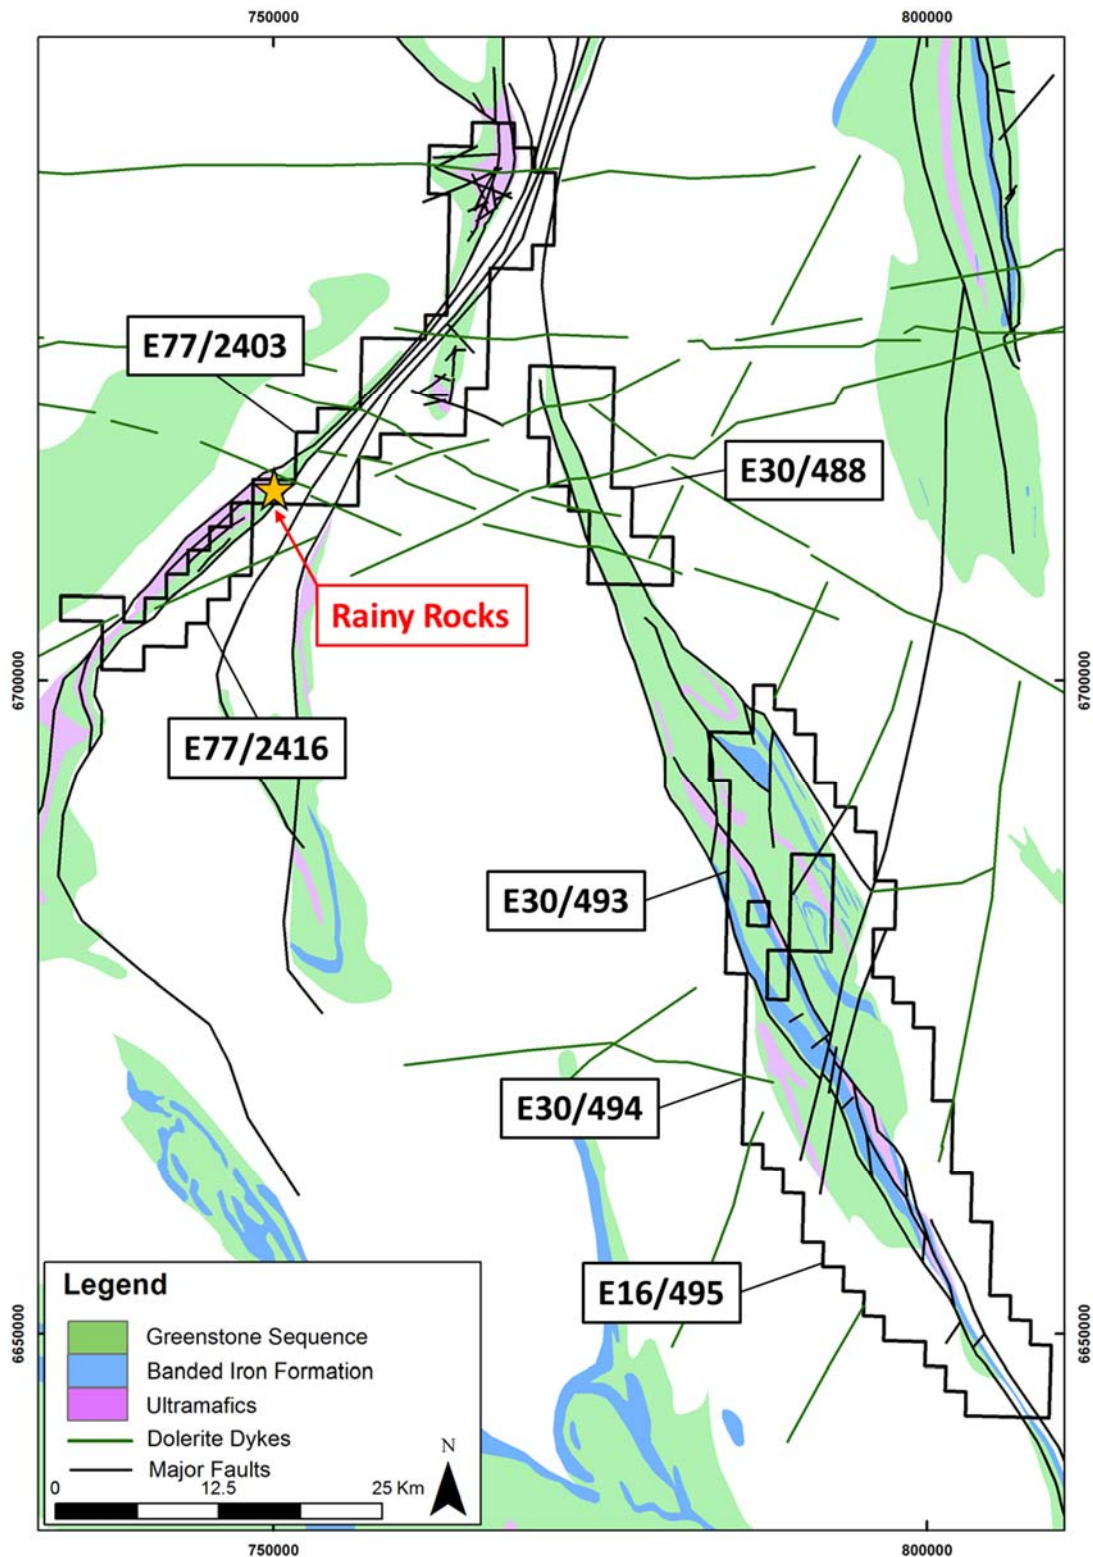 750000
800000
E77/2403
E30/488
Rainy Rocks
6700000
6700000
E77/2416
E30/493
E30/494
E16/495
6650000
6650000
Legend
Greenstone Sequence
Banded Iron Formation
Ultramafics
Dolerite Dykes
Major Faults
N
0
12.5
25 Km
750000
800000